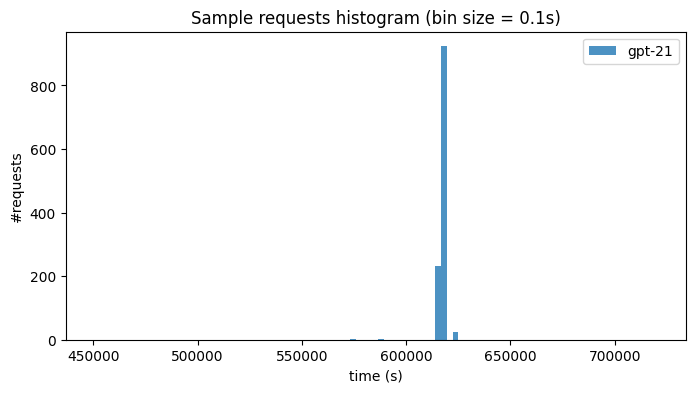 Sample requests histogram (bin size = 0.1s)
gpt-21
#requests
800
600
400
200
0
450000 500000 550000 600000 650000 700000
time (s)